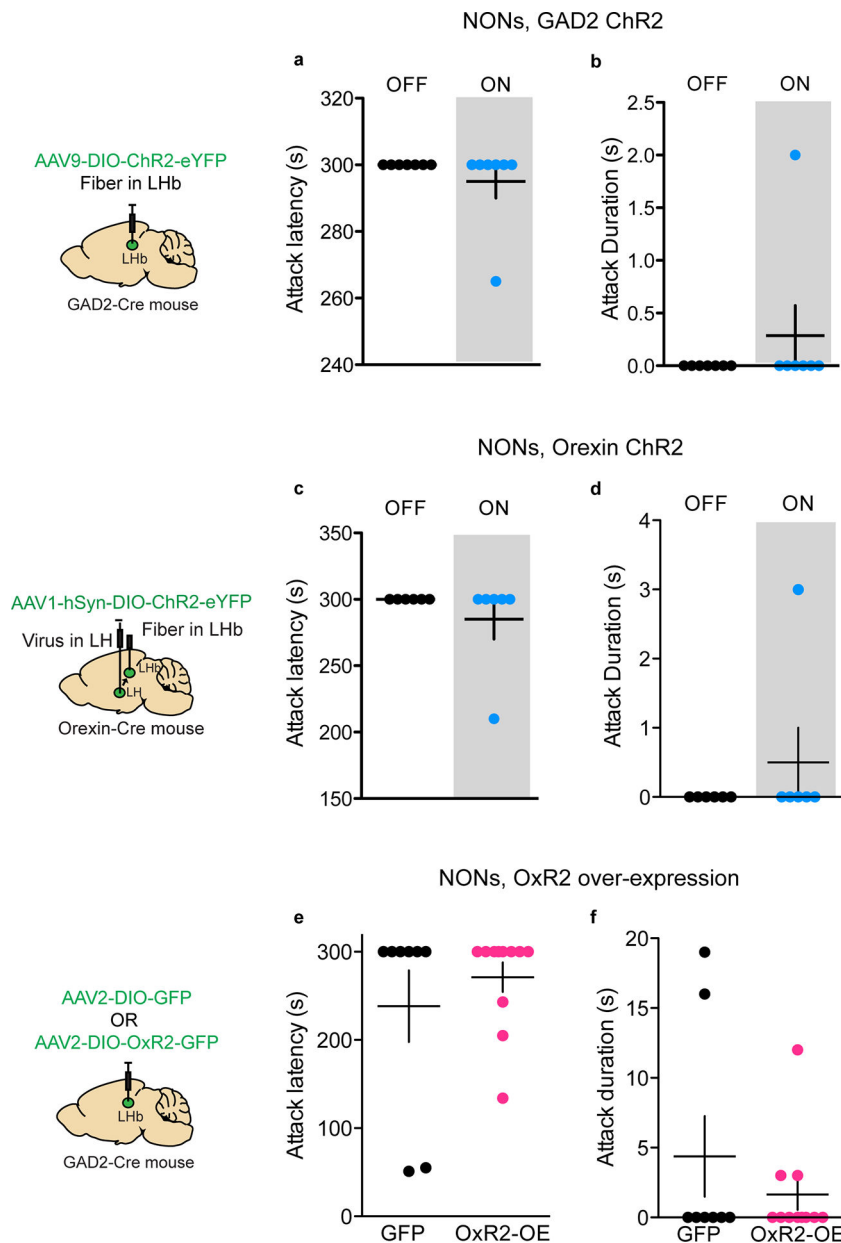 NONs, GAD2 ChR2
a
b
OFF
ON
OFF
ON
AAV9-DIO-ChR2-eYFP
Fiber in LHb
LHb
GAD2-Cre mouse
Attack latency (s)
320
300
280
260
240
Attack Duration (s)
2.5
2.0
1.5
1.0
0.5
0.0
NONs, Orexin ChR2
c
d
OFF
ON
OFF
ON
AAV1-hSyn-DIO-ChR2-eYFP
Virus in LH
Fiber in LHb
LHb
LH
Orexin-Cre mouse
Attack latency (s)
350
300
250
200
150
Attack Duration (s)
4
3
2
1
0
NONs, OxR2 over-expression
e
f
AAV2-DIO-GFP
OR
AAV2-DIO-OxR2-GFP
LHb
GAD2-Cre mouse
Attack latency (s)
300
200
100
0
GFP
OxR2-OE
Attack duration (s)
20
15
10
5
0
GFP
OxR2-OE